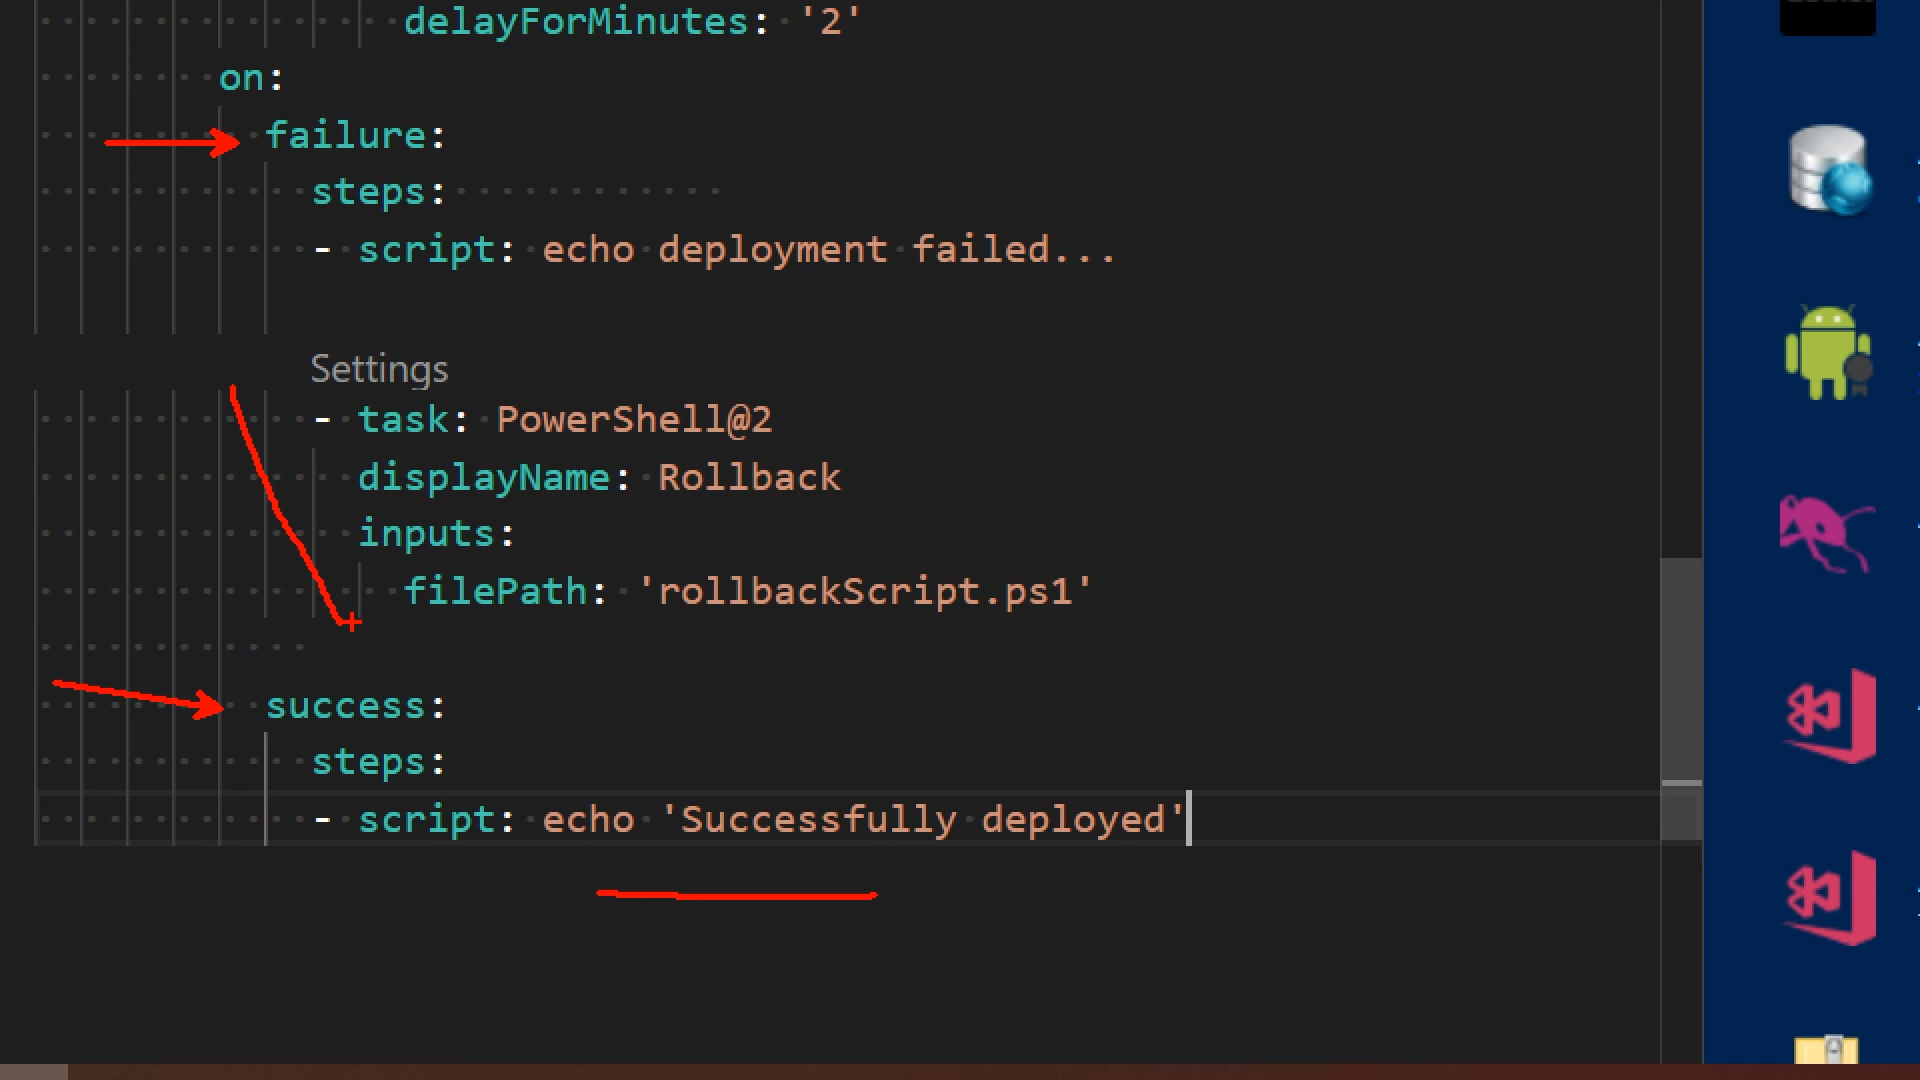 delayForMinutes: '2'
on:
failure:
steps:
- script: echo deployment failed...
Settings
- task: PowerShell@2
displayName: Rollback
inputs:
filePath: 'rollbackScript.ps1'
success:
steps:
- script: echo 'Successfully deployed'